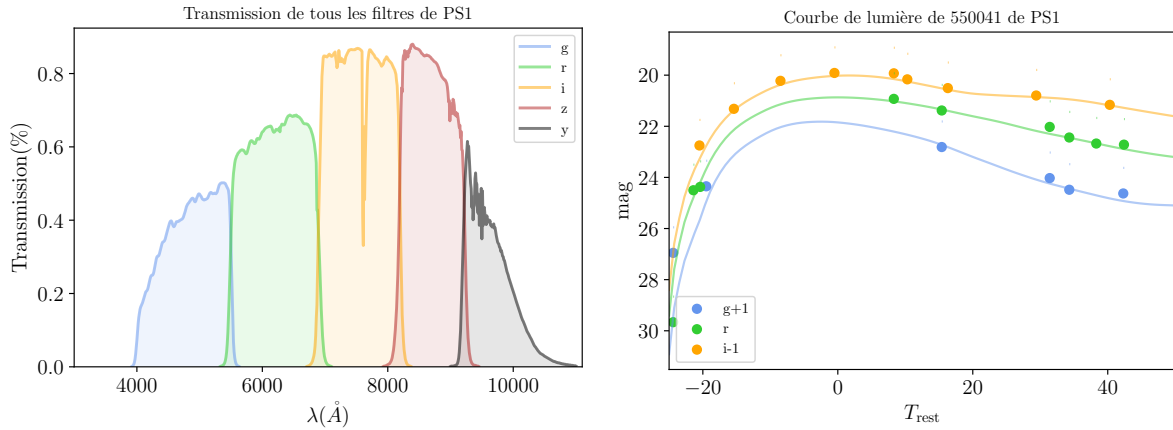 Transmission de tous les filtres de PS1
Transmission(%)
0.8
0.6
0.4
0.2
0.0
4000 6000 8000 10000
λ(Å)
g
r
i
z
y
Courbe de lumière de 550041 de PS1
mag
20
22
24
26
28
30
−20 0 20 40
T_rest
g+1
r
i-1